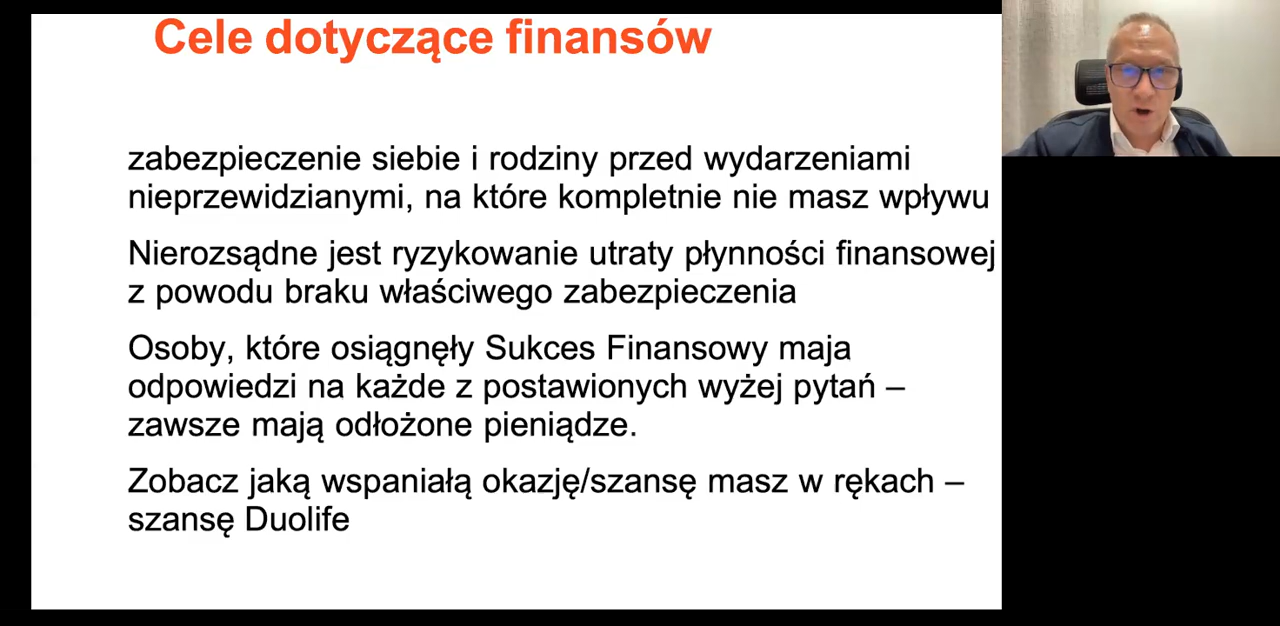 Cele dotyczące finansów
zabezpieczenie siebie i rodziny przed wydarzeniami
nieprzewidzianymi, na które kompletnie nie masz wpływu
Nierozsądne jest ryzykowanie utraty płynności finansowej
z powodu braku właściwego zabezpieczenia
Osoby, które osiągnęły Sukces Finansowy maja
odpowiedzi na każde z postawionych wyżej pytań –
zawsze mają odłożone pieniądze.
Zobacz jaką wspaniałą okazję/szansę masz w rękach –
szansę Duolife